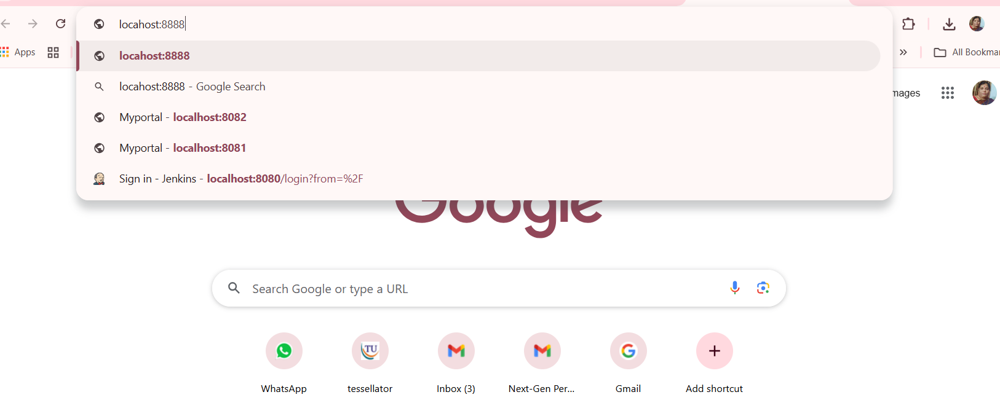 locahost:8888
Apps
locahost:8888
All Bookmar
locahost:8888 - Google Search
mages
Myportal - localhost:8082
Myportal - localhost:8081
Sign in - Jenkins - localhost:8080/login?from=%2F
Google
Search Google or type a URL
TU
WhatsApp
tessellator
Inbox (3)
Next-Gen Per...
Gmail
Add shortcut